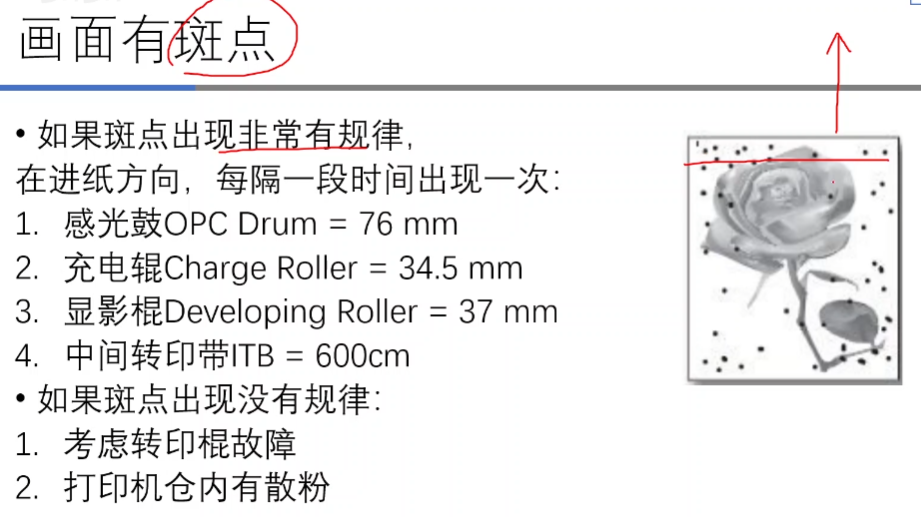 画面有斑点
• 如果斑点出现非常有规律，
在进纸方向，每隔一段时间出现一次：
1. 感光鼓OPC Drum = 76 mm
2. 充电辊Charge Roller = 34.5 mm
3. 显影棍Developing Roller = 37 mm
4. 中间转印带ITB = 600cm
• 如果斑点出现没有规律：
1. 考虑转印棍故障
2. 打印机仓内有散粉